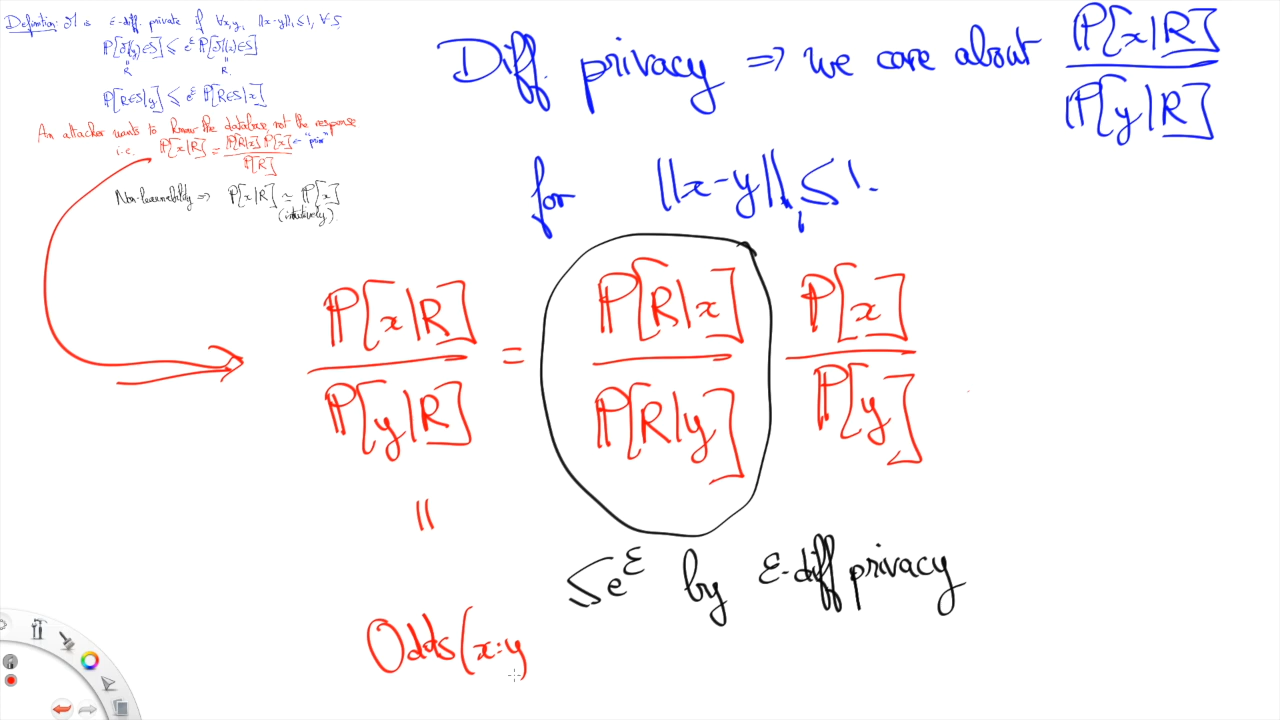 Definition: M is ε-diff. private if ∀x,y, ||x-y||₁≤1, ∀S,
P[M(y)∈S] ≤ e^ε P[M(x)∈S]
"
R
"
R
P[R∈S|y] ≤ e^ε P[R∈S|x]
An attacker wants to know the database, not the response
i.e. P[x|R] = P[R|x] P[x] / P[R] ← "prior"
Non-learnability ⇒ P[x|R] ≃ P[x]
(intuitively).
Diff. privacy ⇒ we care about P[x|R] / P[y|R]
for ||x-y||₁ ≤ 1.
P[x|R] / P[y|R] = P[R|x] / P[R|y] P[x] / P[y]
"
≤e^ε by ε-diff privacy
Odds(x:y